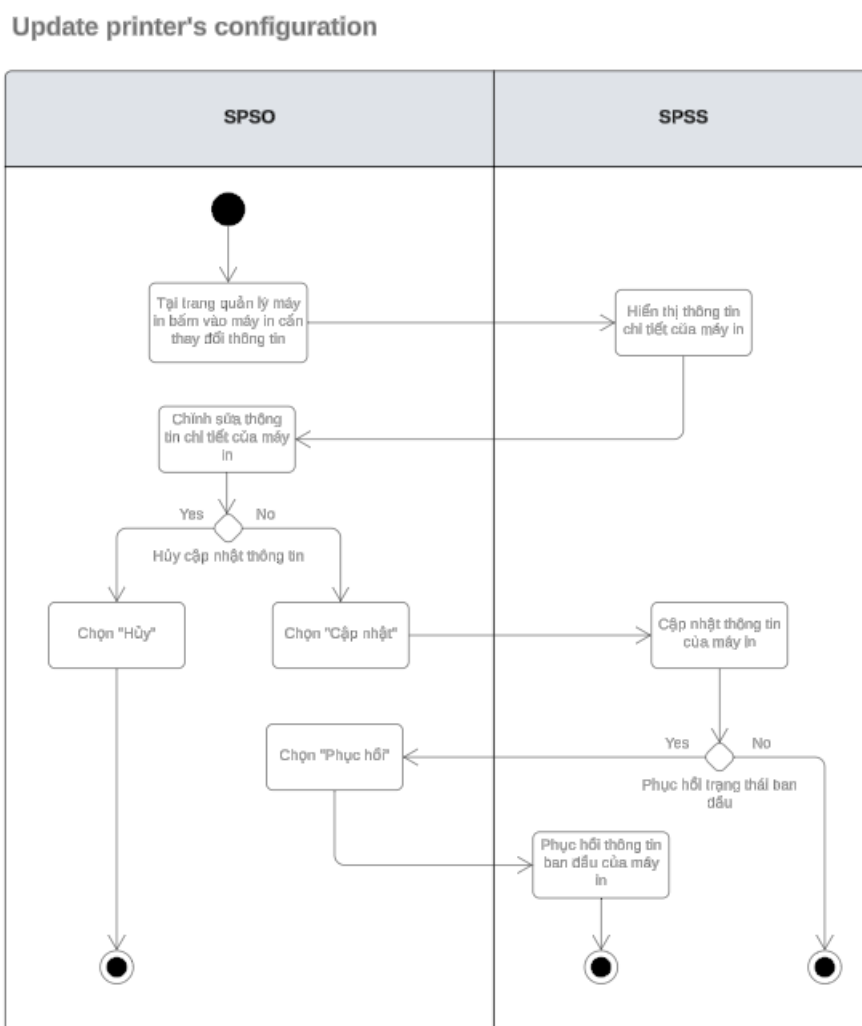 Update printer's configuration
SPSO
SPSS
Tại trang quản lý máy
in bấm vào máy in cần
thay đổi thông tin
Hiển thị thông tin
chi tiết của máy in
Chỉnh sửa thông
tin chi tiết của máy
in
Yes
No
Hủy cập nhật thông tin
Chọn "Hủy"
Chọn "Cập nhật"
Cập nhật thông tin
của máy in
Yes
No
Chọn "Phục hồi"
Phục hồi trạng thái ban
đầu
Phục hồi thông tin
ban đầu của máy
in